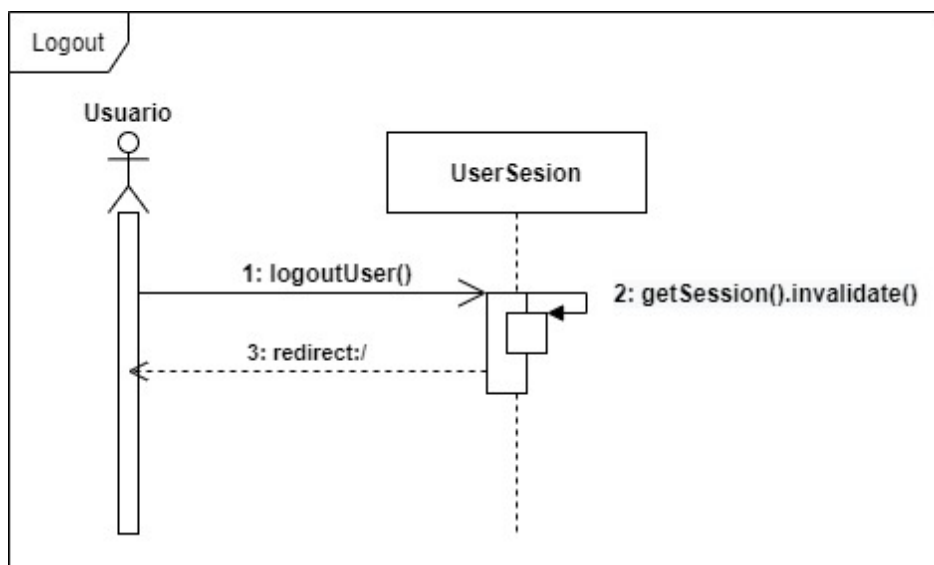 Logout
Usuario
UserSesion
1: logoutUser()
2: getSession().invalidate()
3: redirect:/